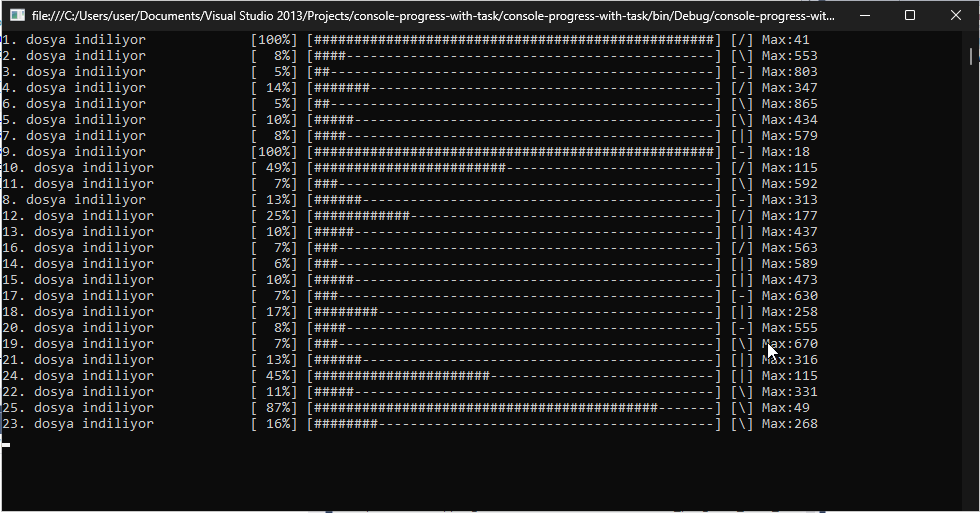 file:///C:/Users/user/Documents/Visual Studio 2013/Projects/console-progress-with-task/console-progress-with-task/bin/Debug/console-progress-wit...
1. dosya indiliyor [100%] [##################################################] [/] Max:41
2. dosya indiliyor [  8%] [####----------------------------------------------] [\] Max:553
3. dosya indiliyor [  5%] [##------------------------------------------------] [-] Max:803
4. dosya indiliyor [ 14%] [#######-------------------------------------------] [/] Max:347
6. dosya indiliyor [  5%] [##------------------------------------------------] [\] Max:865
5. dosya indiliyor [ 10%] [#####---------------------------------------------] [\] Max:434
7. dosya indiliyor [  8%] [####----------------------------------------------] [|] Max:579
9. dosya indiliyor [100%] [##################################################] [-] Max:18
10. dosya indiliyor [ 49%] [########################--------------------------] [/] Max:115
11. dosya indiliyor [  7%] [###-----------------------------------------------] [\] Max:592
8. dosya indiliyor [ 13%] [######--------------------------------------------] [-] Max:313
12. dosya indiliyor [ 25%] [############--------------------------------------] [/] Max:177
13. dosya indiliyor [ 10%] [#####---------------------------------------------] [|] Max:437
16. dosya indiliyor [  7%] [###-----------------------------------------------] [/] Max:563
14. dosya indiliyor [  6%] [###-----------------------------------------------] [|] Max:589
15. dosya indiliyor [ 10%] [#####---------------------------------------------] [|] Max:473
17. dosya indiliyor [  7%] [###-----------------------------------------------] [-] Max:630
18. dosya indiliyor [ 17%] [########------------------------------------------] [|] Max:258
20. dosya indiliyor [  8%] [####----------------------------------------------] [-] Max:555
19. dosya indiliyor [  7%] [###-----------------------------------------------] [\] Max:670
21. dosya indiliyor [ 13%] [######--------------------------------------------] [|] Max:316
24. dosya indiliyor [ 45%] [######################----------------------------] [|] Max:115
22. dosya indiliyor [ 11%] [#####---------------------------------------------] [\] Max:331
25. dosya indiliyor [ 87%] [###########################################-------] [\] Max:49
23. dosya indiliyor [ 16%] [########------------------------------------------] [\] Max:268